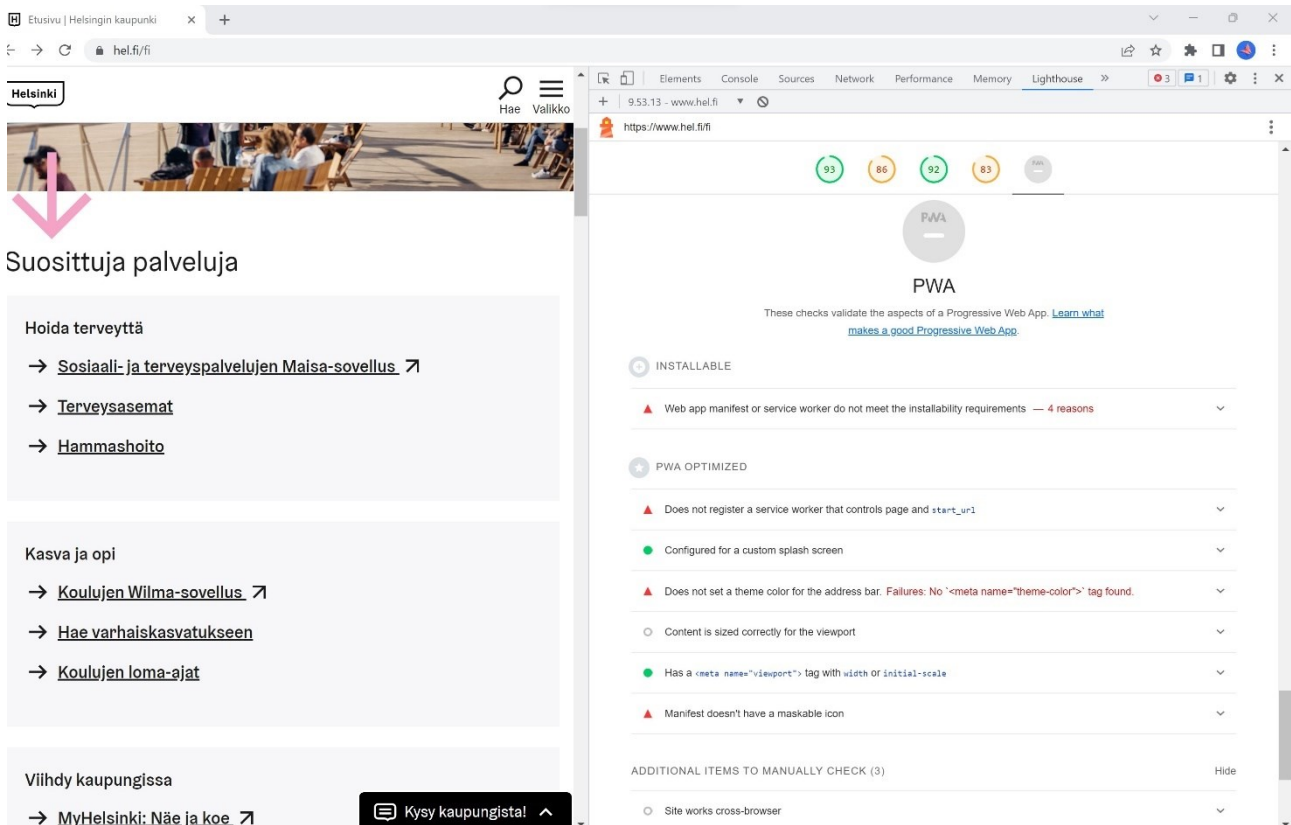 Etusivu | Helsingin kaupunki
hel.fi/fi
Helsinki
Hae Valikko
Suosittuja palveluja
Hoida terveyttä
Sosiaali- ja terveyspalvelujen Maisa-sovellus
Terveysasemat
Hammashoito
Kasva ja opi
Koulujen Wilma-sovellus
Hae varhaiskasvatukseen
Koulujen loma-ajat
Viihdy kaupungissa
MyHelsinki: Näe ja koe
Kysy kaupungista!
Elements Console Sources Network Performance Memory Lighthouse » 3 1
9.53.13 - www.hel.fi
https://www.hel.fi/fi
93 86 92 83 PWA
PWA
PWA
These checks validate the aspects of a Progressive Web App. Learn what
makes a good Progressive Web App.
INSTALLABLE
Web app manifest or service worker do not meet the installability requirements — 4 reasons
PWA OPTIMIZED
Does not register a service worker that controls page and start_url
Configured for a custom splash screen
Does not set a theme color for the address bar. Failures: No `<meta name="theme-color">` tag found.
Content is sized correctly for the viewport
Has a <meta name="viewport"> tag with width or initial-scale
Manifest doesn't have a maskable icon
ADDITIONAL ITEMS TO MANUALLY CHECK (3) Hide
Site works cross-browser